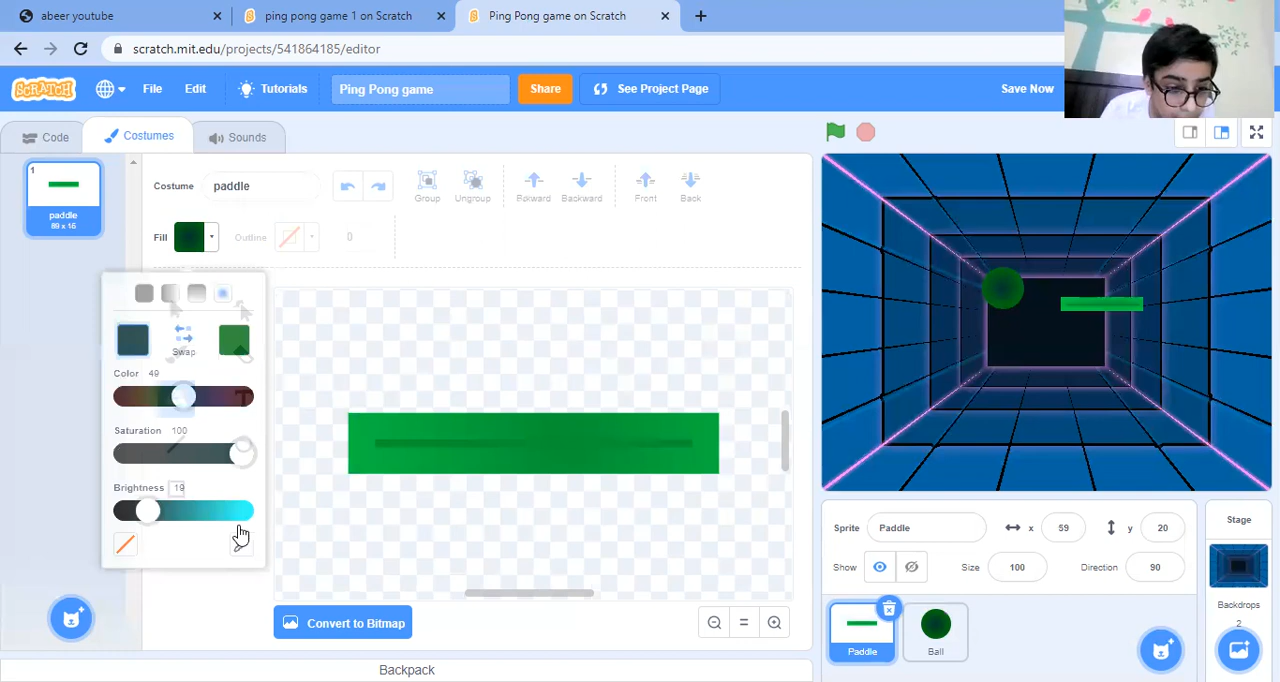 abeer youtube
ping pong game 1 on Scratch
Ping Pong game on Scratch
scratch.mit.edu/projects/541864185/editor
SCRATCH
File
Edit
Tutorials
Ping Pong game
Share
See Project Page
Save Now
Code
Costumes
Sounds
1
paddle
89 x 16
Costume
paddle
Group
Ungroup
Forward
Backward
Front
Back
Fill
Outline
0
Swap
Color 49
Saturation 100
Brightness 19
Convert to Bitmap
Backpack
Sprite
Paddle
x
59
y
20
Show
Size
100
Direction
90
Paddle
Ball
Stage
Backdrops
2